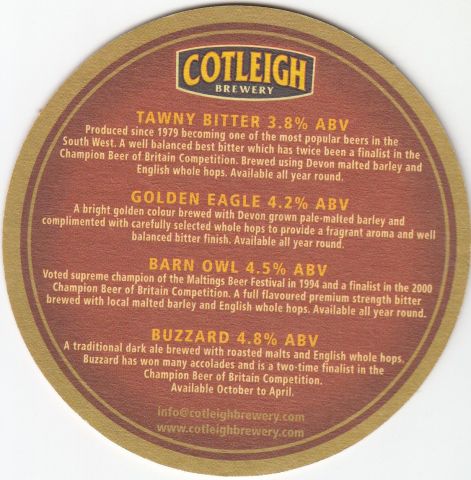 COTLEIGH
BREWERY
TAWNY BITTER 3.8% ABV
Produced since 1979 becoming one of the most popular beers in the
South West. A well balanced best bitter which has twice been a finalist in the
Champion Beer of Britain Competition. Brewed using Devon malted barley and
English whole hops. Available all year round.
GOLDEN EAGLE 4.2% ABV
A bright golden colour brewed with Devon grown pale-malted barley and
complimented with carefully selected whole hops to provide a fragrant aroma and well
balanced bitter finish. Available all year round.
BARN OWL 4.5% ABV
Voted supreme champion of the Maltings Beer Festival in 1994 and a finalist in the 2000
Champion Beer of Britain Competition. A full flavoured premium strength bitter
brewed with local malted barley and English whole hops. Available all year round.
BUZZARD 4.8% ABV
A traditional dark ale brewed with roasted malts and English whole hops.
Buzzard has won many accolades and is a two-time finalist in the
Champion Beer of Britain Competition.
Available October to April.
info@cotleighbrewery.com
www.cotleighbrewery.com